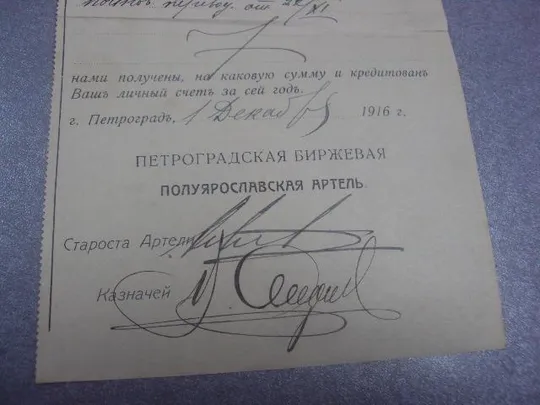 нами получены, на каковую сумму и кредитованъ
Вашъ личный счетъ за сей годъ.
г. Петроградъ, 1 Декабря 1916 г.
ПЕТРОГРАДСКАЯ БИРЖЕВАЯ
ПОЛУЯРОСЛАВСКАЯ АРТЕЛЬ.
Староста Артели
Казначей